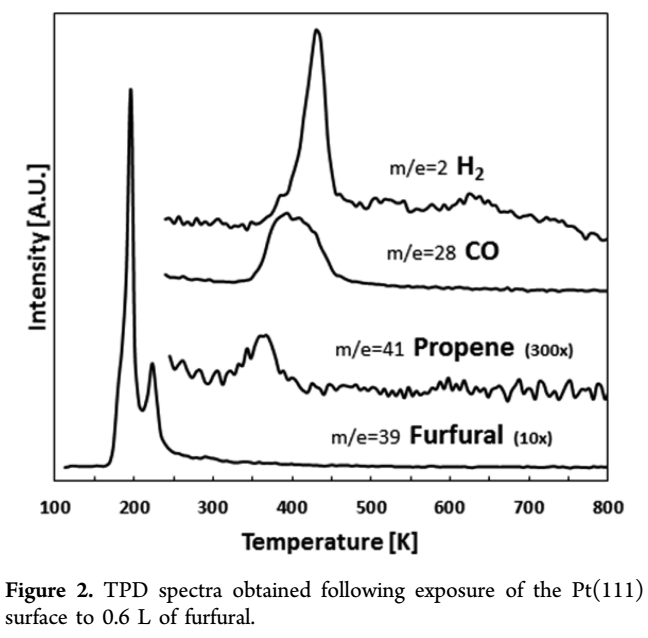 Intensity [A.U.]
m/e=2 H₂
m/e=28 CO
m/e=41 Propene (300x)
m/e=39 Furfural (10x)
100 200 300 400 500 600 700 800
Temperature [K]
Figure 2. TPD spectra obtained following exposure of the Pt(111)
surface to 0.6 L of furfural.